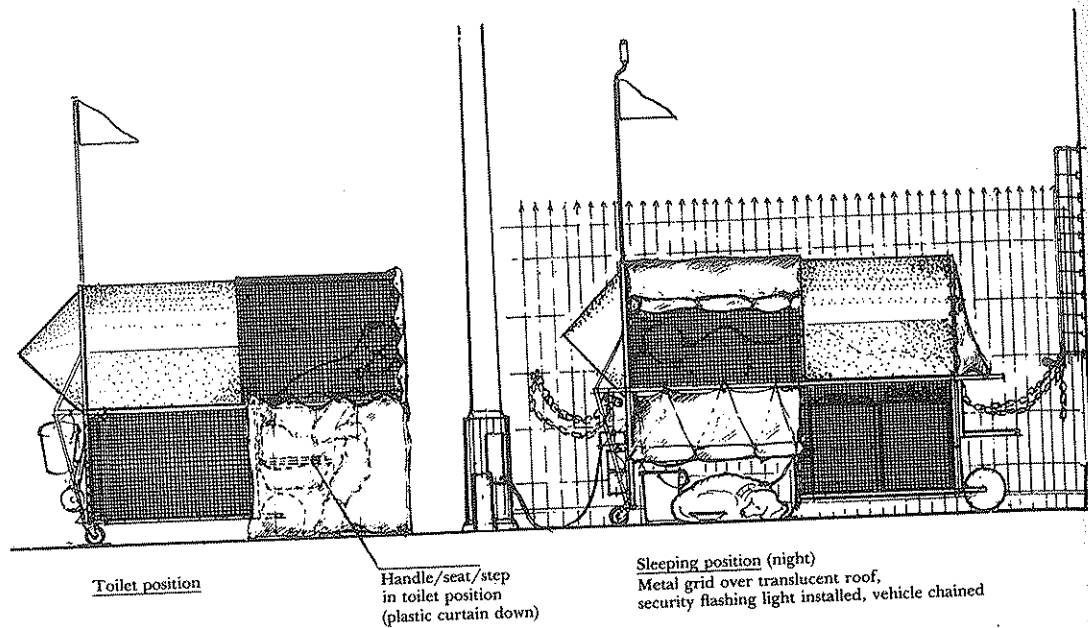 Toilet position
Handle/seat/step
in toilet position
(plastic curtain down)
Sleeping position (night)
Metal grid over translucent roof,
security flashing light installed, vehicle chained